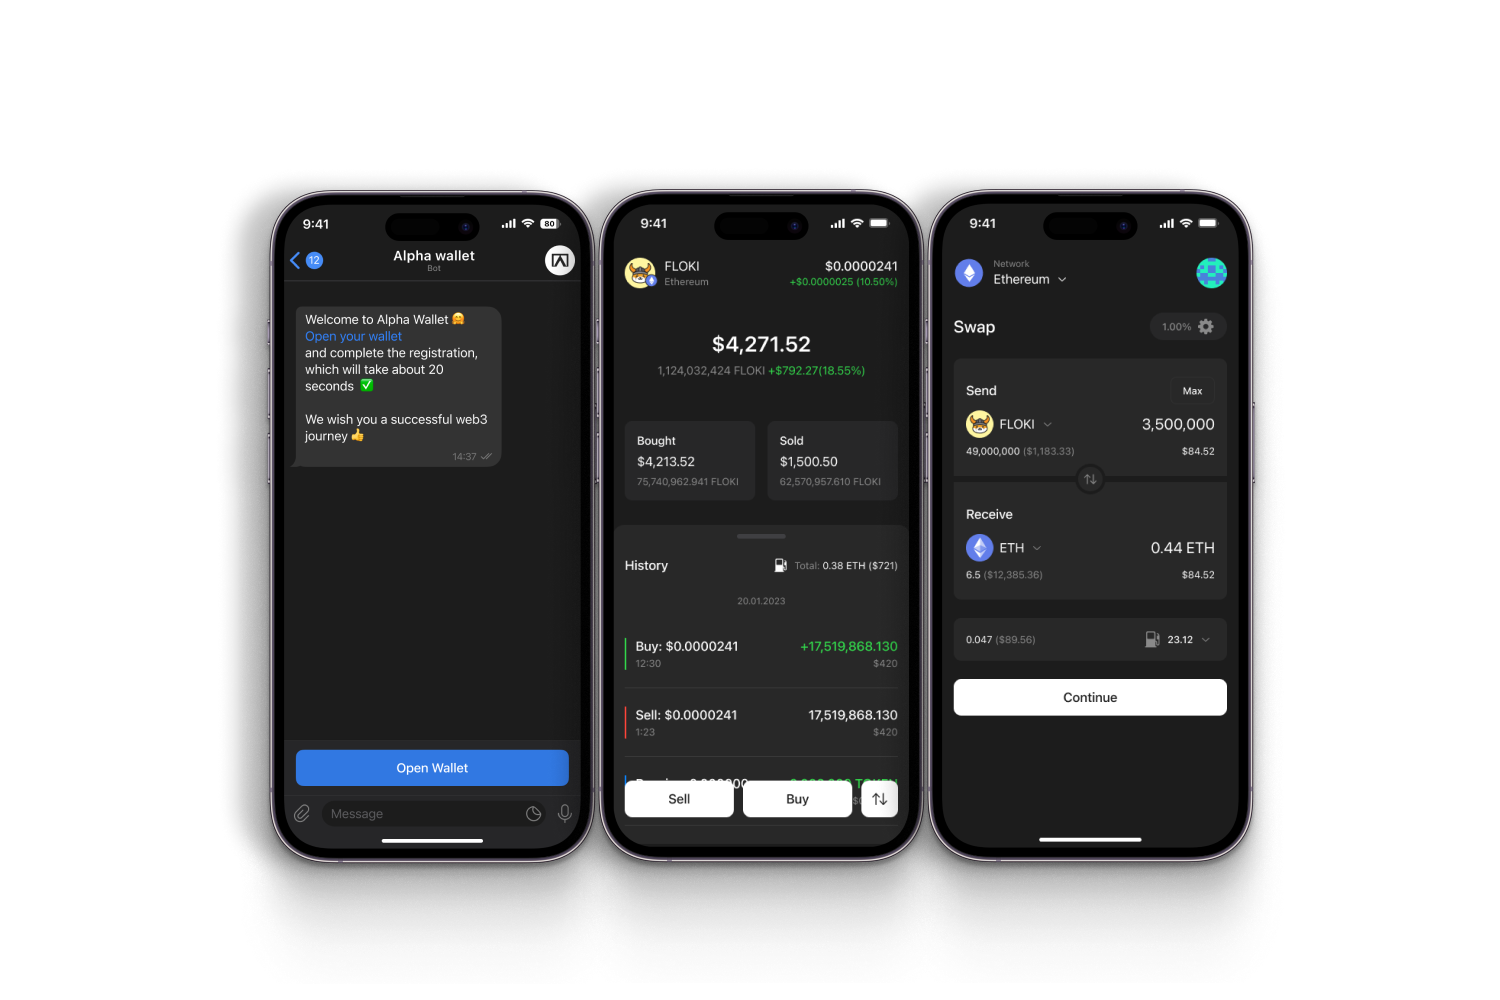 9:41
80
12
Alpha wallet
Bot
Welcome to Alpha Wallet 🤗
Open your wallet
and complete the registration,
which will take about 20
seconds ✅
We wish you a successful web3
journey 👍
14:37
Open Wallet
Message
9:41
FLOKI
$0.0000241
Ethereum
+$0.0000025 (10.50%)
$4,271.52
1,124,032,424 FLOKI +$792.27(18.55%)
Bought
$4,213.52
75,740,962.941 FLOKI
Sold
$1,500.50
62,570,957.610 FLOKI
History
Total: 0.38 ETH ($721)
20.01.2023
Buy: $0.0000241
+17,519,868.130
12:30
$420
Sell: $0.0000241
17,519,868.130
1:23
$420
Sell
Buy
9:41
Network
Ethereum
Swap
1.00%
Send
Max
FLOKI
3,500,000
49,000,000 ($1,183.33)
$84.52
Receive
ETH
0.44 ETH
6.5 ($12,385.36)
$84.52
0.047 ($89.56)
23.12
Continue